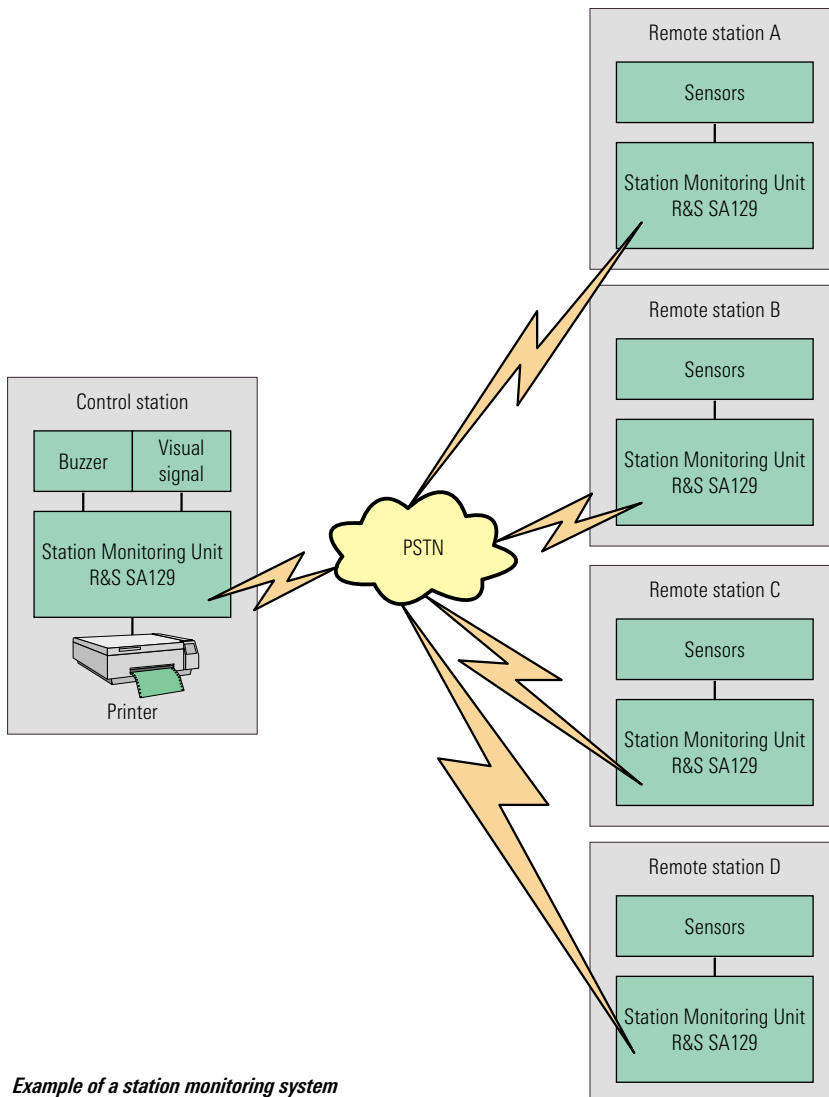 Remote station A
Sensors
Station Monitoring Unit
R&S SA129
Remote station B
Sensors
Station Monitoring Unit
R&S SA129
Control station
Buzzer
Visual
signal
Station Monitoring Unit
R&S SA129
Printer
PSTN
Remote station C
Sensors
Station Monitoring Unit
R&S SA129
Remote station D
Sensors
Station Monitoring Unit
R&S SA129
Example of a station monitoring system